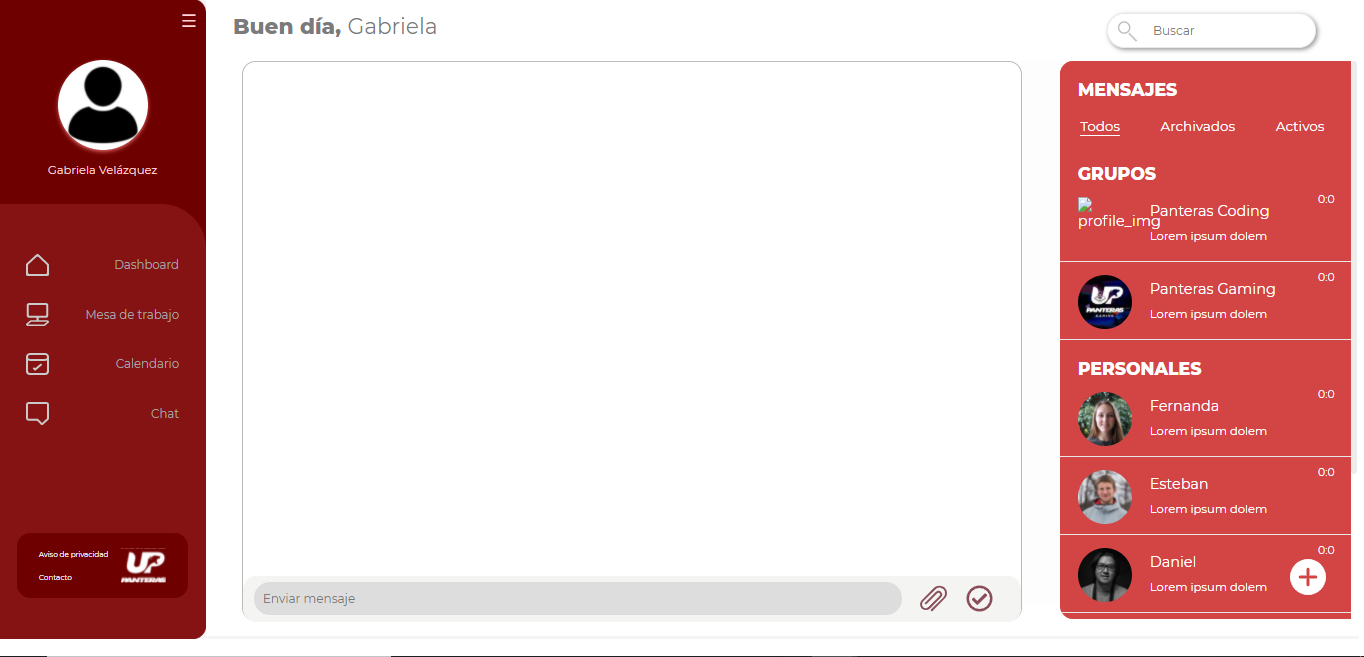 Buen día, Gabriela
Buscar
Gabriela Velázquez
Dashboard
Mesa de trabajo
Calendario
Chat
Aviso de privacidad
Contacto
UP
PANTERAS
Enviar mensaje
MENSAJES
Todos Archivados Activos
GRUPOS
profile_img
Panteras Coding 0:0
Lorem ipsum dolem
UP
PANTERAS
GAMING
Panteras Gaming 0:0
Lorem ipsum dolem
PERSONALES
Fernanda 0:0
Lorem ipsum dolem
Esteban 0:0
Lorem ipsum dolem
Daniel 0:0
Lorem ipsum dolem